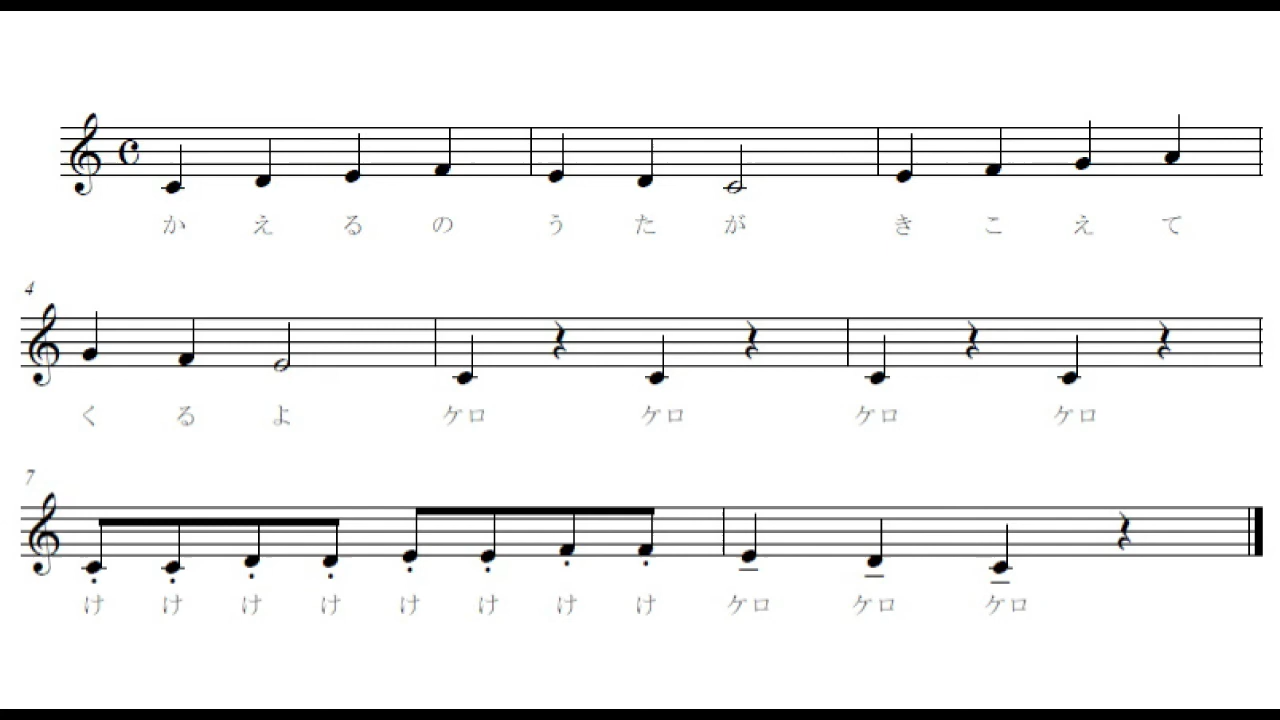 か え る の う た が き こ え て
4
く る よ ケロ ケロ ケロ ケロ
7
け け け け け け け け ケロ ケロ ケロ